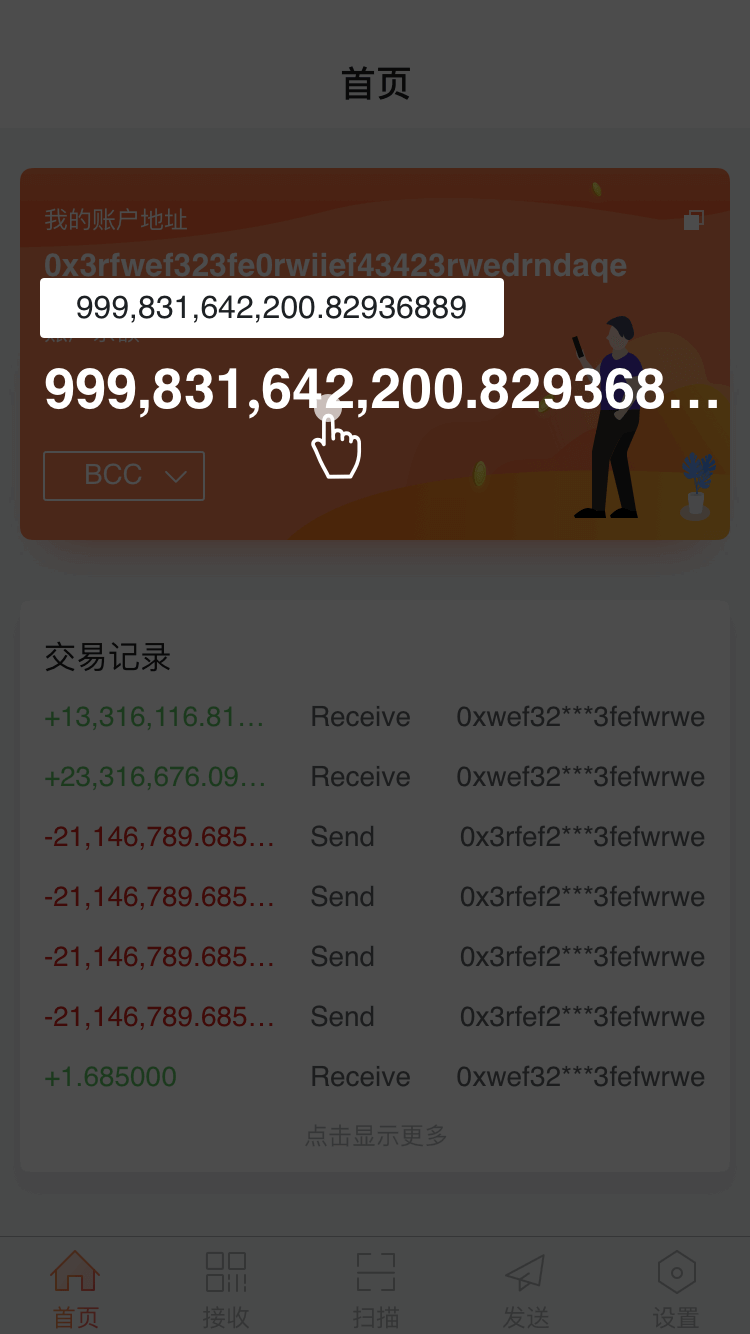 首页
我的账户地址
0x3rfwef323fe0rwiief43423rwedrndaqe
999,831,642,200.82936889
999,831,642,200.829368...
BCC
交易记录
+13,316,116.81... Receive 0xwef32***3fefwrwe
+23,316,676.09... Receive 0xwef32***3fefwrwe
-21,146,789.685... Send 0x3rfef2***3fefwrwe
-21,146,789.685... Send 0x3rfef2***3fefwrwe
-21,146,789.685... Send 0x3rfef2***3fefwrwe
-21,146,789.685... Send 0x3rfef2***3fefwrwe
+1.685000 Receive 0xwef32***3fefwrwe
点击显示更多
首页 接收 扫描 发送 设置